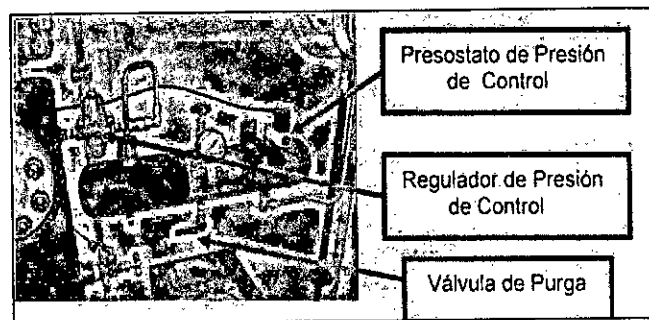 Presostato de Presión
de Control
Regulador de Presión
de Control
Válvula de Purga